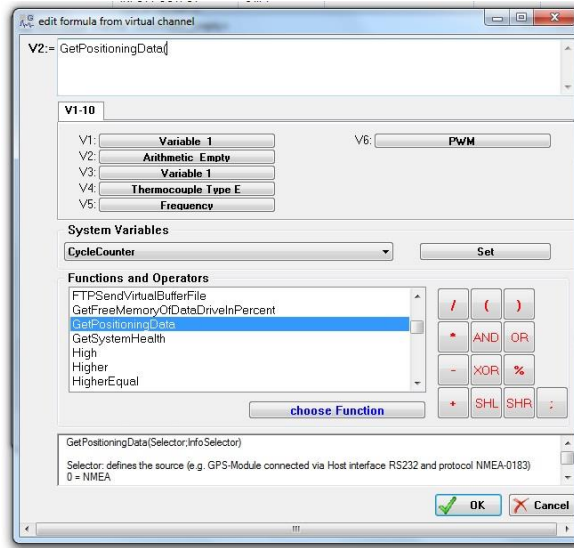 edit formula from virtual channel
V2:= GetPositioningData(
V1-10
V1: Variable 1 V6: PWM
V2: Arithmetic Empty
V3: Variable 1
V4: Thermocouple Type E
V5: Frequency
System Variables
CycleCounter Set
Functions and Operators
FTPSendVirtualBufferFile
GetFreeMemoryOfDataDriveInPercent
GetPositioningData
GetSystemHealth
High
Higher
HigherEqual
/ ( )
* AND OR
- XOR %
+ SHL SHR ;
choose Function
GetPositioningData(Selector;InfoSelector)
Selector: defines the source (e.g. GPS-Module connected via Host interface RS232 and protocol NMEA-0183)
0 = NMEA
OK Cancel